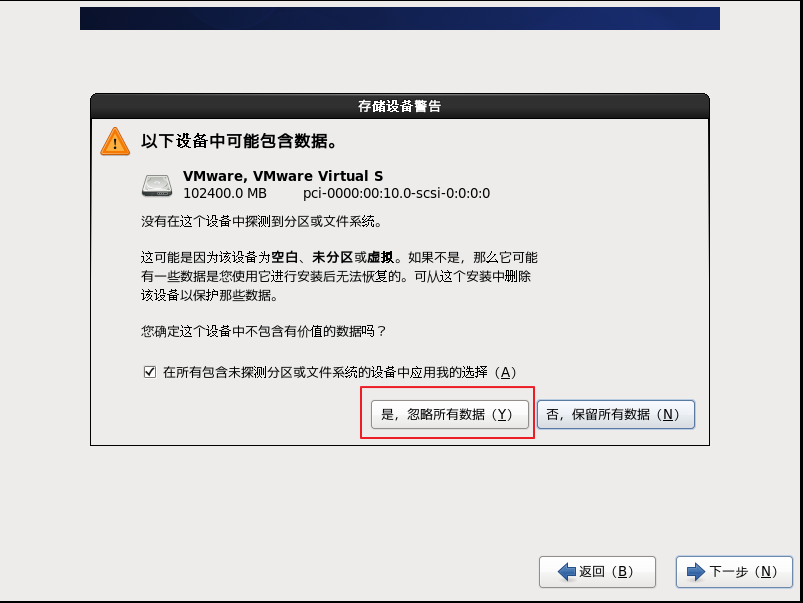 存储设备警告
以下设备中可能包含数据。
VMware, VMware Virtual S
102400.0 MB pci-0000:00:10.0-scsi-0:0:0:0
没有在这个设备中探测到分区或文件系统。
这可能是因为该设备为空白、未分区或虚拟。如果不是，那么它可能
有一些数据是您使用它进行安装后无法恢复的。可从这个安装中删除
该设备以保护那些数据。
您确定这个设备中不包含有价值的数据吗？
在所有包含未探测分区或文件系统的设备中应用我的选择（A）
是，忽略所有数据（Y） 否，保留所有数据（N）
返回（B） 下一步（N）